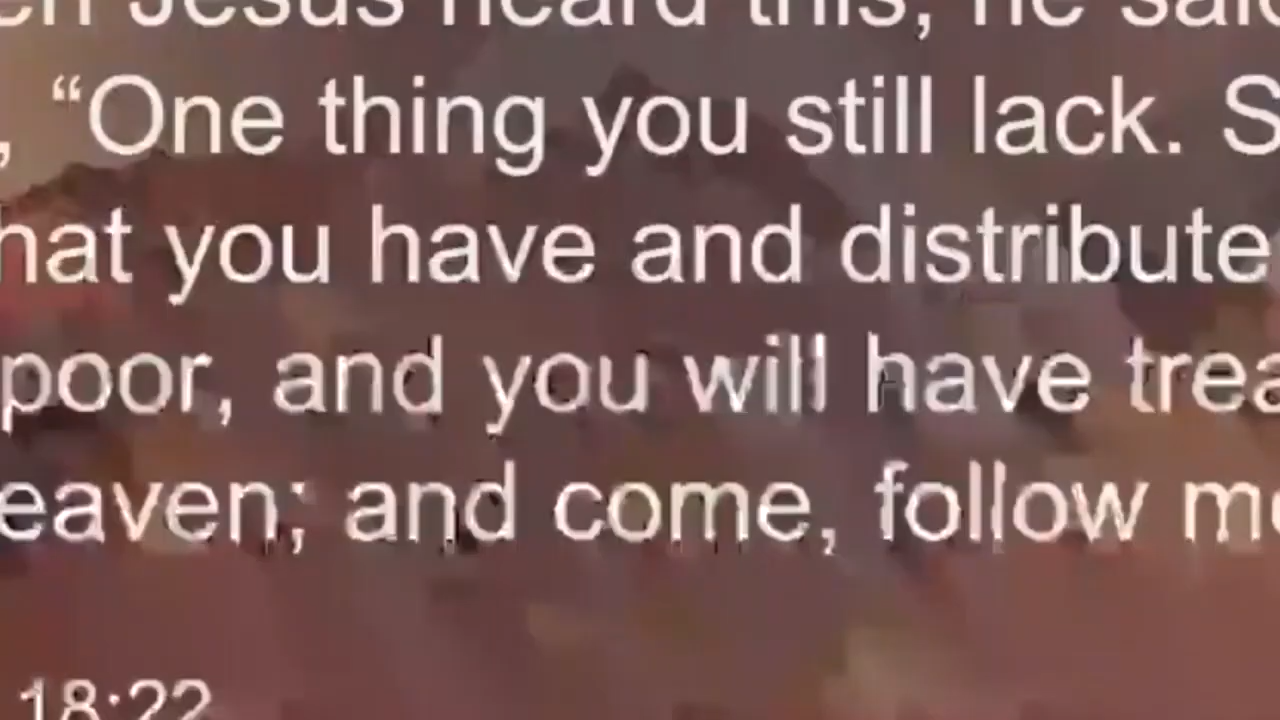 en Jesus heard this, he said
, “One thing you still lack. S
hat you have and distribute
poor, and you will have trea
eaven; and come, follow me
18:22